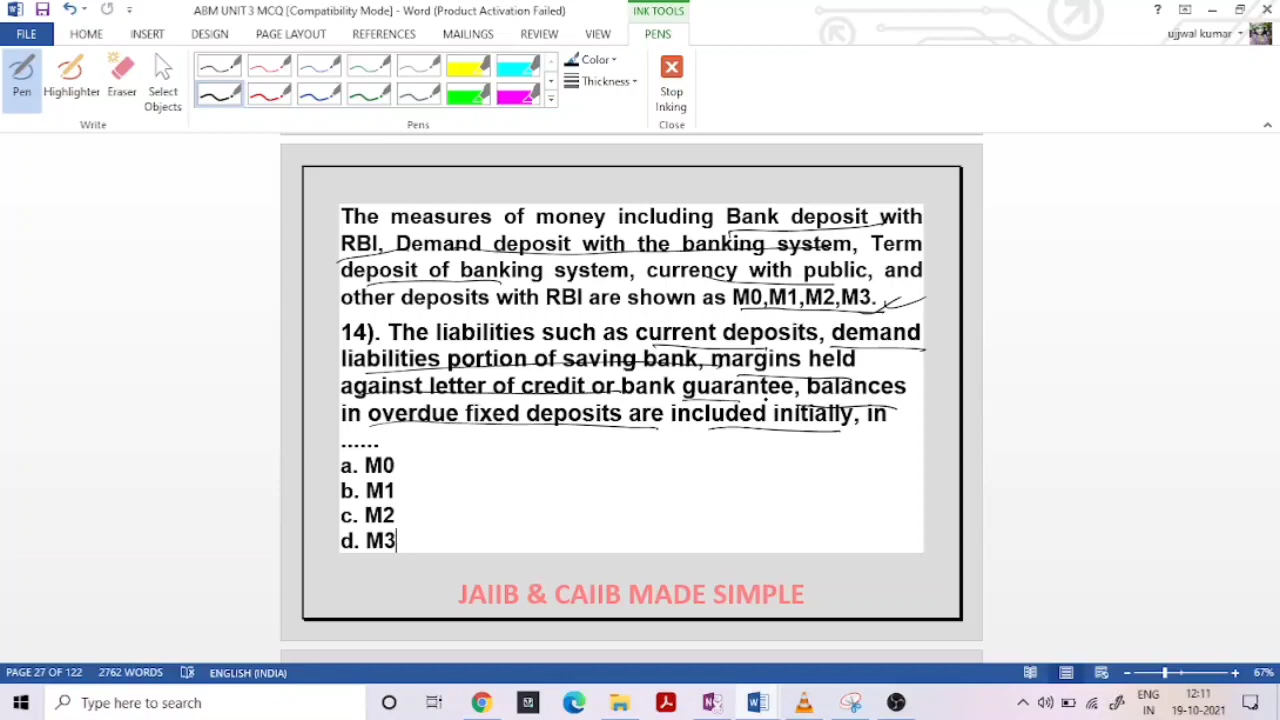 ABM UNIT 3 MCQ [Compatibility Mode] - Word (Product Activation Failed)
INK TOOLS
?
FILE HOME INSERT DESIGN PAGE LAYOUT REFERENCES MAILINGS REVIEW VIEW PENS
ujjwal kumar
Pen Highlighter Eraser Select Objects
Color
Thickness
Stop Inking
Write Pens Close
The measures of money including Bank deposit with
RBI, Demand deposit with the banking system, Term
deposit of banking system, currency with public, and
other deposits with RBI are shown as M0,M1,M2,M3.
14). The liabilities such as current deposits, demand
liabilities portion of saving bank, margins held
against letter of credit or bank guarantee, balances
in overdue fixed deposits are included initially, in
......
a. M0
b. M1
c. M2
d. M3
JAIIB & CAIIB MADE SIMPLE
PAGE 27 OF 122 2762 WORDS ENGLISH (INDIA) 67%
Type here to search
ENG
IN
12:11
19-10-2021